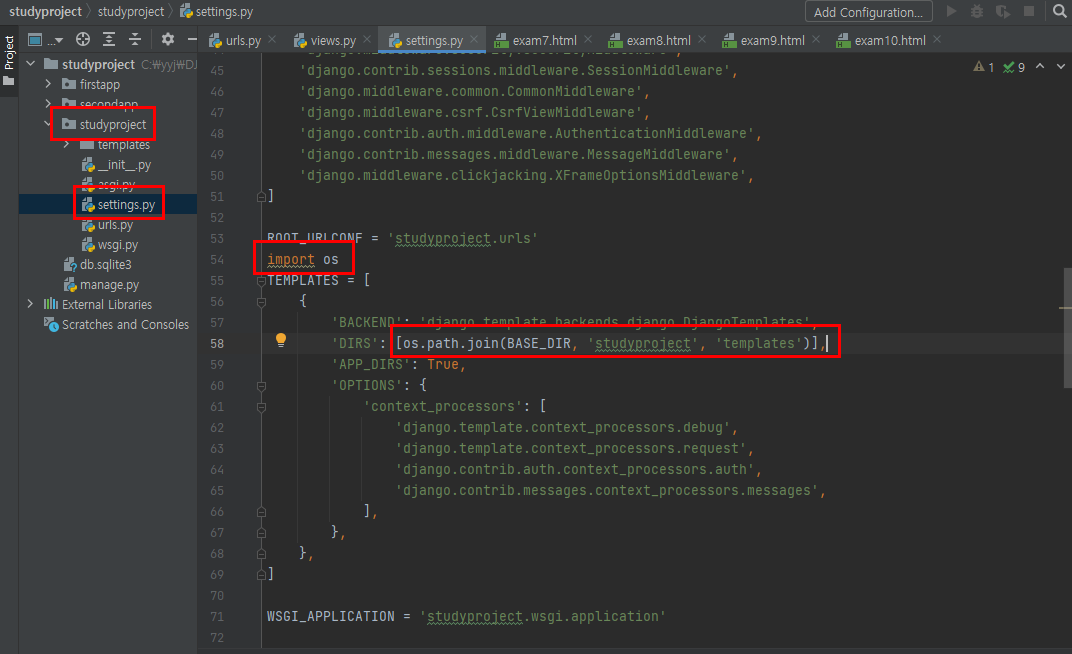 studyproject studyproject settings.py Add Configuration...
Project ... urls.py views.py settings.py exam7.html exam8.html exam9.html exam10.html
studyproject C:₩yyj₩DJ
firstapp
secondapp
studyproject
templates
__init__.py
asgi.py
settings.py
urls.py
wsgi.py
db.sqlite3
manage.py
External Libraries
Scratches and Consoles
1 9
45 'django.contrib.sessions.middleware.SessionMiddleware',
46 'django.middleware.common.CommonMiddleware',
47 'django.middleware.csrf.CsrfViewMiddleware',
48 'django.contrib.auth.middleware.AuthenticationMiddleware',
49 'django.contrib.messages.middleware.MessageMiddleware',
50 'django.middleware.clickjacking.XFrameOptionsMiddleware',
51 ]
52
53 ROOT_URLCONF = 'studyproject.urls'
54 import os
55 TEMPLATES = [
56 {
57 'BACKEND': 'django.template.backends.django.DjangoTemplates',
58 'DIRS': [os.path.join(BASE_DIR, 'studyproject', 'templates')],
59 'APP_DIRS': True,
60 'OPTIONS': {
61 'context_processors': [
62 'django.template.context_processors.debug',
63 'django.template.context_processors.request',
64 'django.contrib.auth.context_processors.auth',
65 'django.contrib.messages.context_processors.messages',
66 ],
67 },
68 },
69 ]
70
71 WSGI_APPLICATION = 'studyproject.wsgi.application'
72